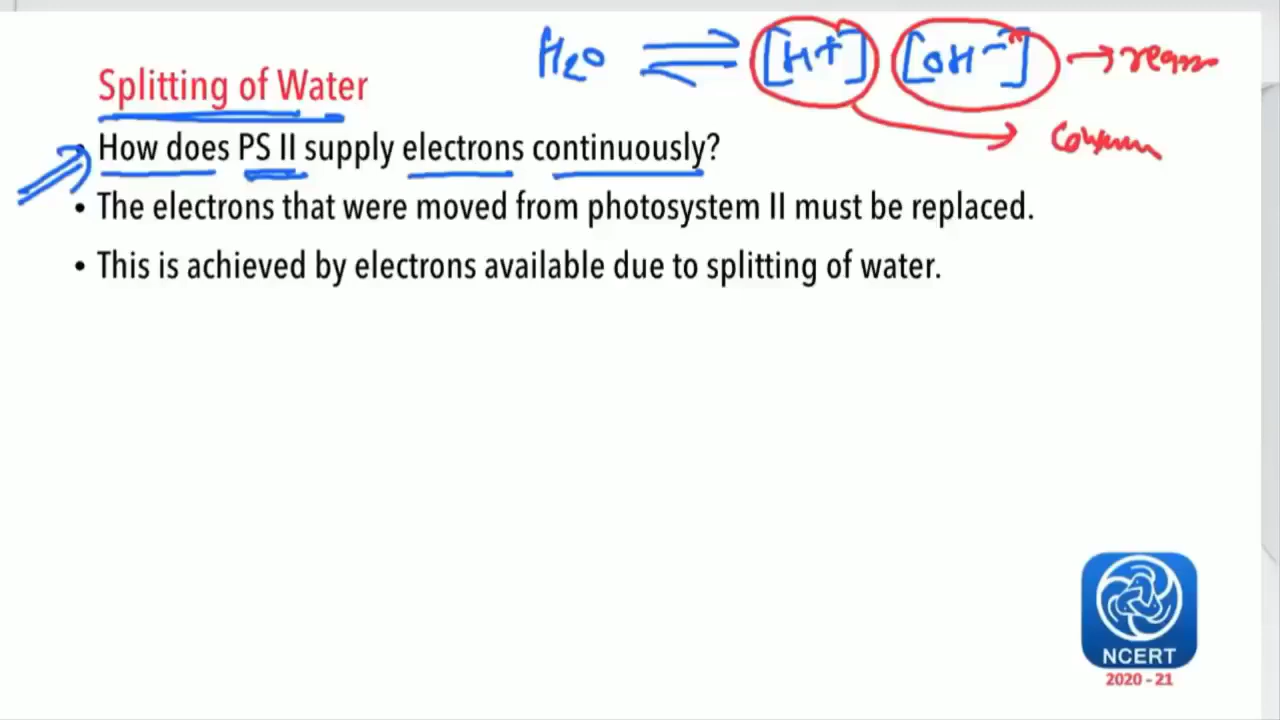 H2O ⇌ [H+] [OH-] →
Splitting of Water
How does PS II supply electrons continuously?
• The electrons that were moved from photosystem II must be replaced.
• This is achieved by electrons available due to splitting of water.
NCERT
2020 - 21